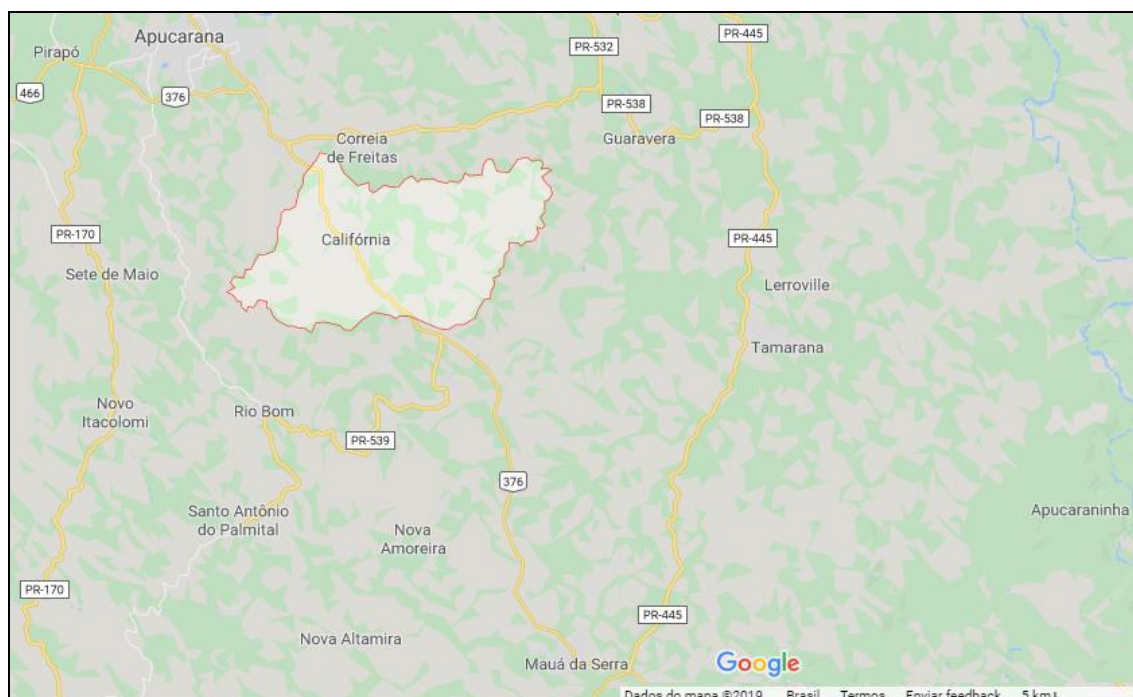 Apucarana
Pirapó
466
376
PR-532
PR-445
PR-538
PR-538
Guaravera
Correia
de Freitas
PR-170
PR-445
Califórnia
Sete de Maio
Lerroville
Tamarana
Novo
Itacolomi
Rio Bom
PR-539
376
Santo Antônio
do Palmital
Nova
Amoreira
Apucaraninha
PR-170
PR-445
Nova Altamira
Mauá da Serra
Google
Dados do mapa ©2019 Brasil Termos Enviar feedback 5 km